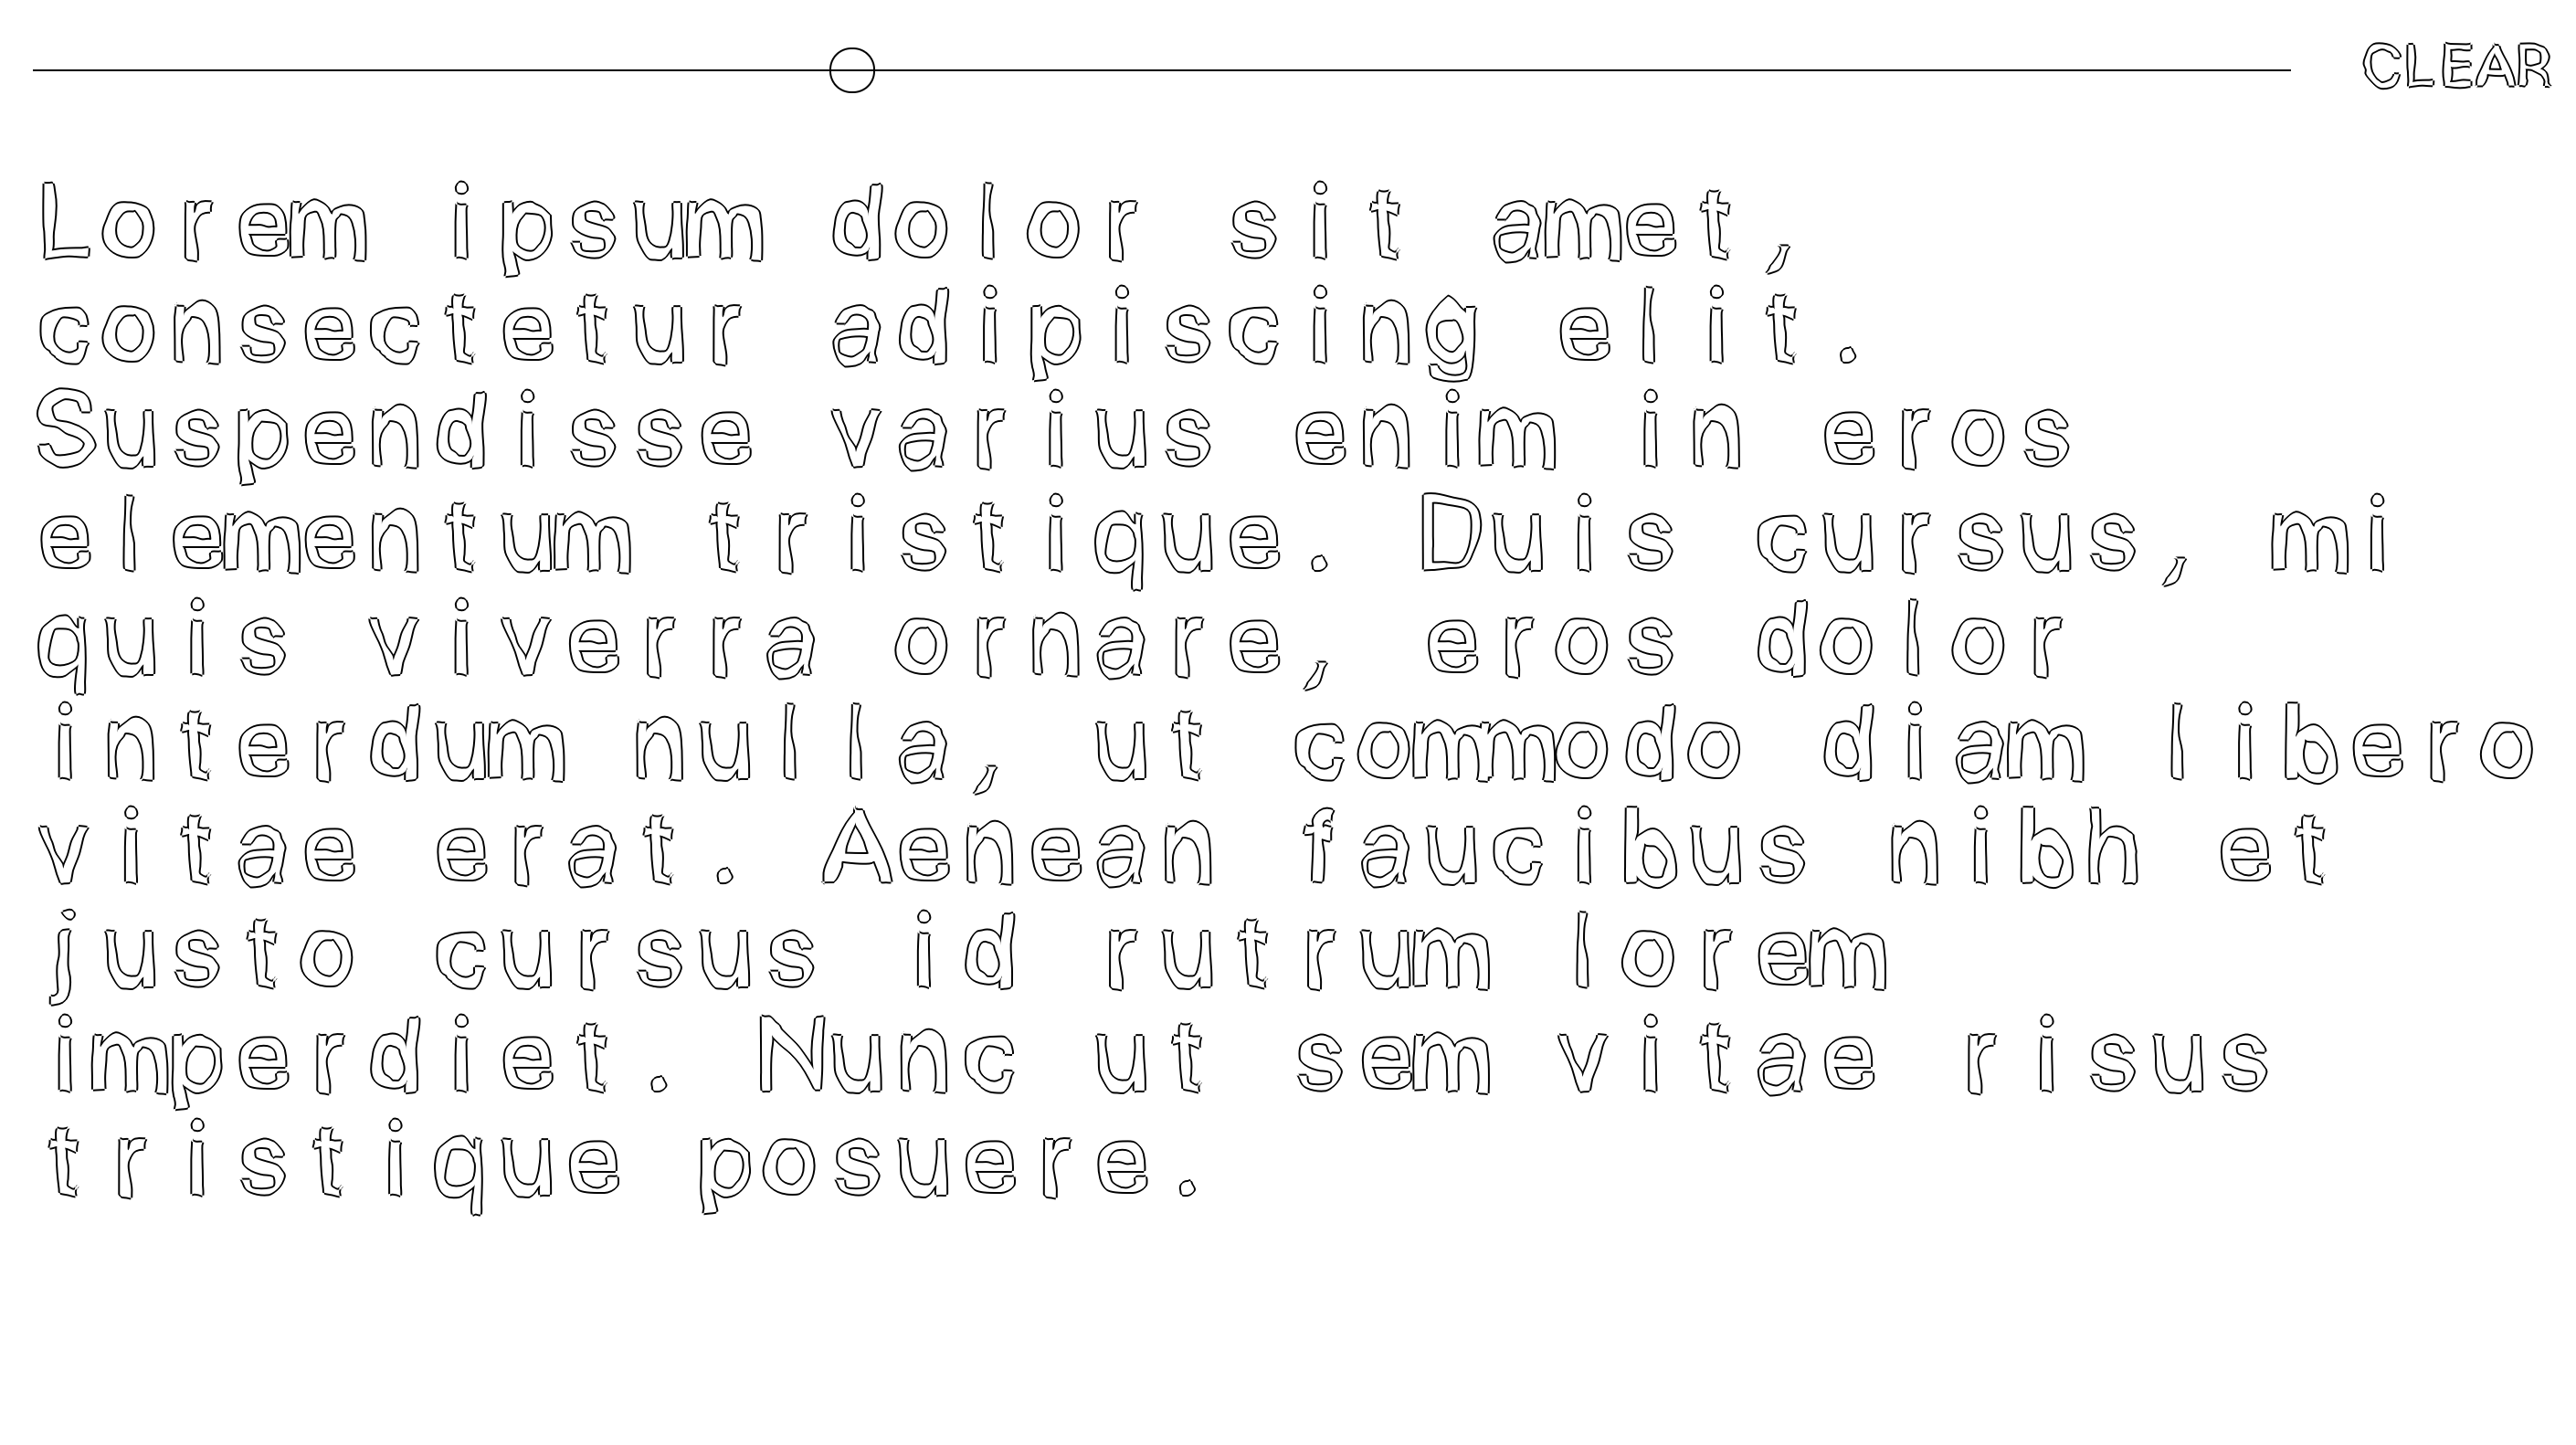 CLEAR
Lorem ipsum dolor sit amet,
consectetur adipiscing elit.
Suspendisse varius enim in eros
elementum tristique. Duis cursus, mi
quis viverra ornare, eros dolor
interdum nulla, ut commodo diam libero
vitae erat. Aenean faucibus nibh et
justo cursus id rutrum lorem
imperdiet. Nunc ut sem vitae risus
tristique posuere.